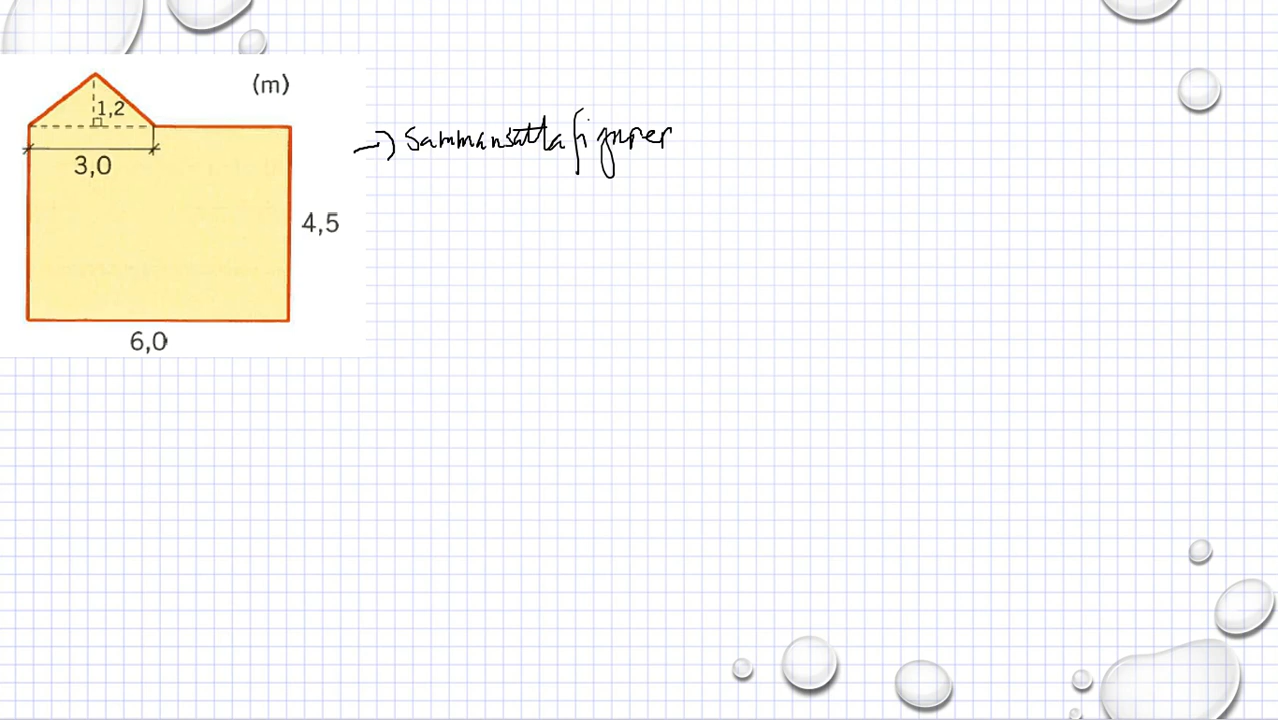 (m)
1,2
→ Sammansatta figurer
3,0
4,5
6,0